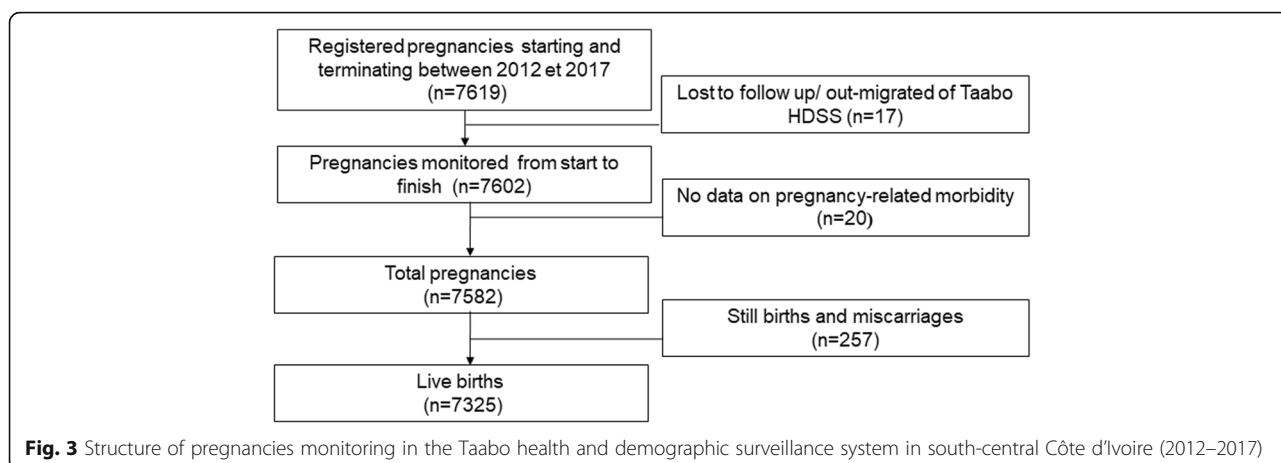 Registered pregnancies starting and
terminating between 2012 et 2017
(n=7619)
Lost to follow up/ out-migrated of Taabo
HDSS (n=17)
Pregnancies monitored from start to
finish (n=7602)
No data on pregnancy-related morbidity
(n=20)
Total pregnancies
(n=7582)
Still births and miscarriages
(n=257)
Live births
(n=7325)
Fig. 3 Structure of pregnancies monitoring in the Taabo health and demographic surveillance system in south-central Côte d'Ivoire (2012–2017)